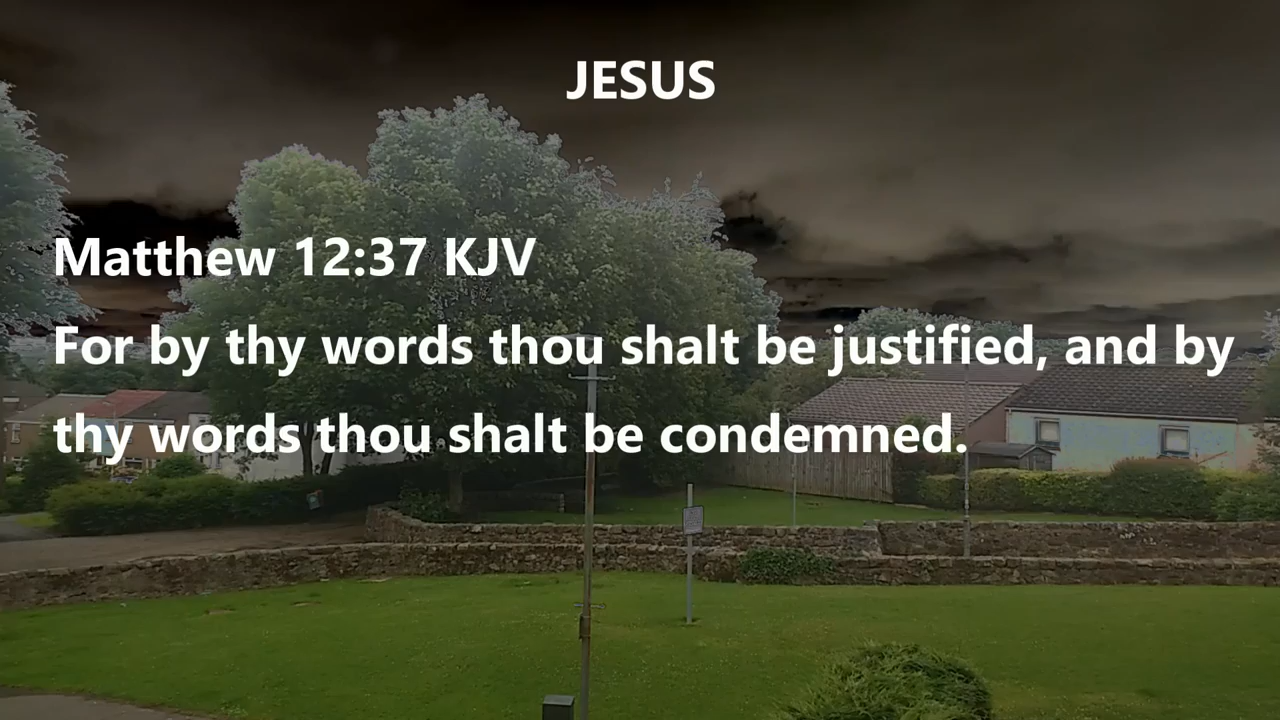 JESUS
Matthew 12:37 KJV
For by thy words thou shalt be justified, and by
thy words thou shalt be condemned.